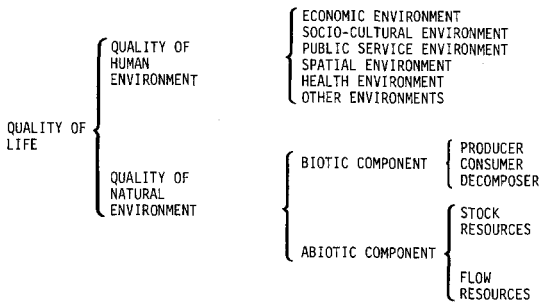 QUALITY OF
LIFE
QUALITY OF
HUMAN
ENVIRONMENT
ECONOMIC ENVIRONMENT
SOCIO-CULTURAL ENVIRONMENT
PUBLIC SERVICE ENVIRONMENT
SPATIAL ENVIRONMENT
HEALTH ENVIRONMENT
OTHER ENVIRONMENTS
QUALITY OF
NATURAL
ENVIRONMENT
BIOTIC COMPONENT
PRODUCER
CONSUMER
DECOMPOSER
ABIOTIC COMPONENT
STOCK
RESOURCES
FLOW
RESOURCES